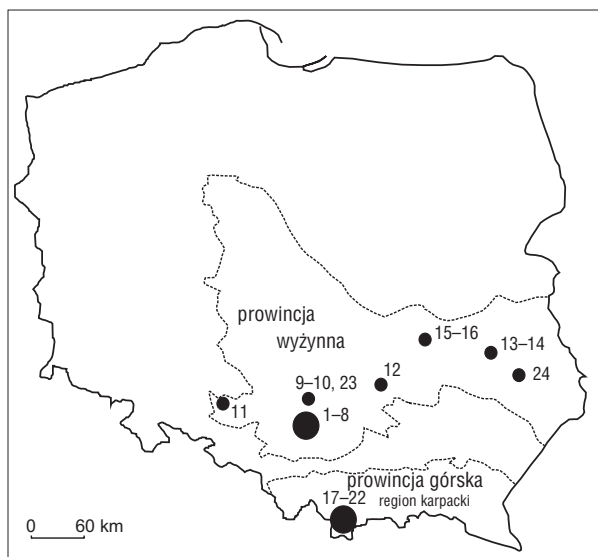 prowincja
wyżynna
15–16
13–14
12
24
9–10, 23
11
1–8
prowincja górska
region karpacki
17–22
0 60 km